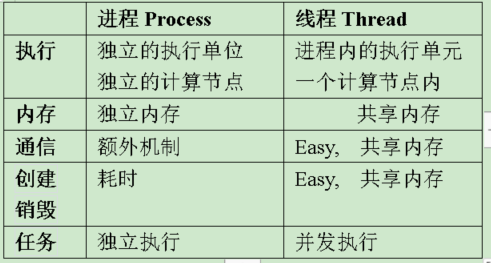 进程 Process 线程 Thread
执行 独立的执行单位 进程内的执行单元
独立的计算节点 一个计算节点内
内存 独立内存 共享内存
通信 额外机制 Easy, 共享内存
创建 耗时 Easy, 共享内存
销毁
任务 独立执行 并发执行